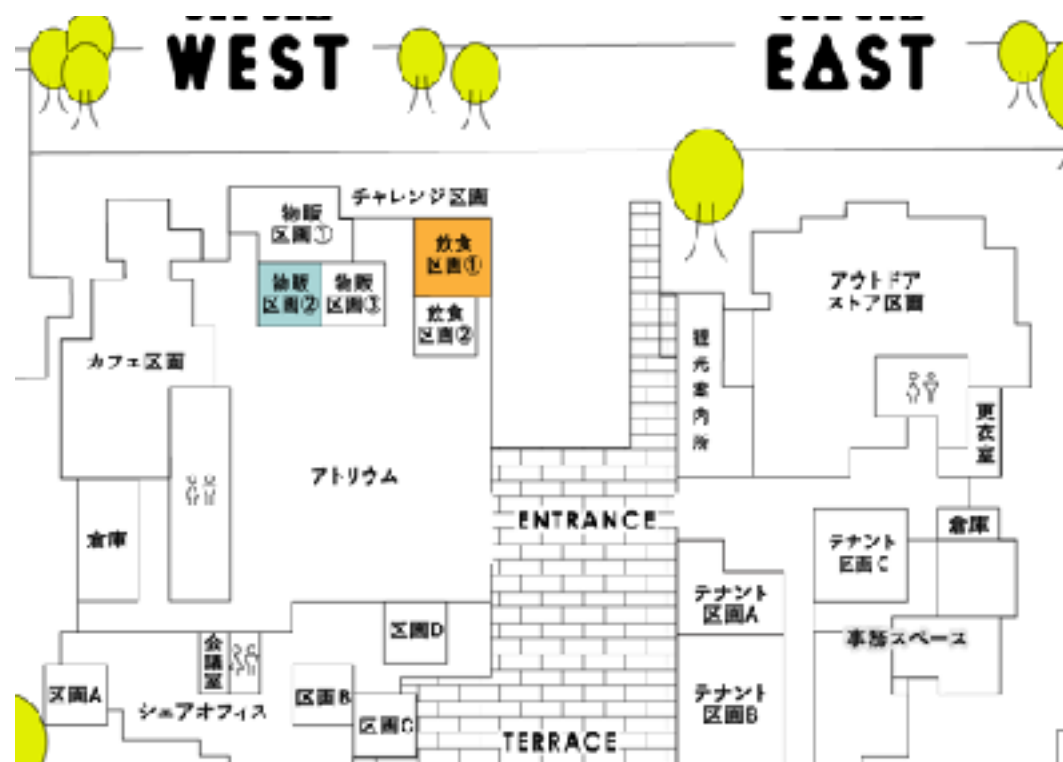 WEST
EAST
チャレンジ区画
物販
区画①
飲食
区画①
物販
区画②
物販
区画③
飲食
区画②
アウトドア
ストア区画
カフェ区画
観光案内所
更衣室
アトリウム
ENTRANCE
倉庫
倉庫
テナント
区画C
テナント
区画A
区画D
事務スペース
会議室
区画A
区画B
テナント
区画B
シェアオフィス
区画C
TERRACE